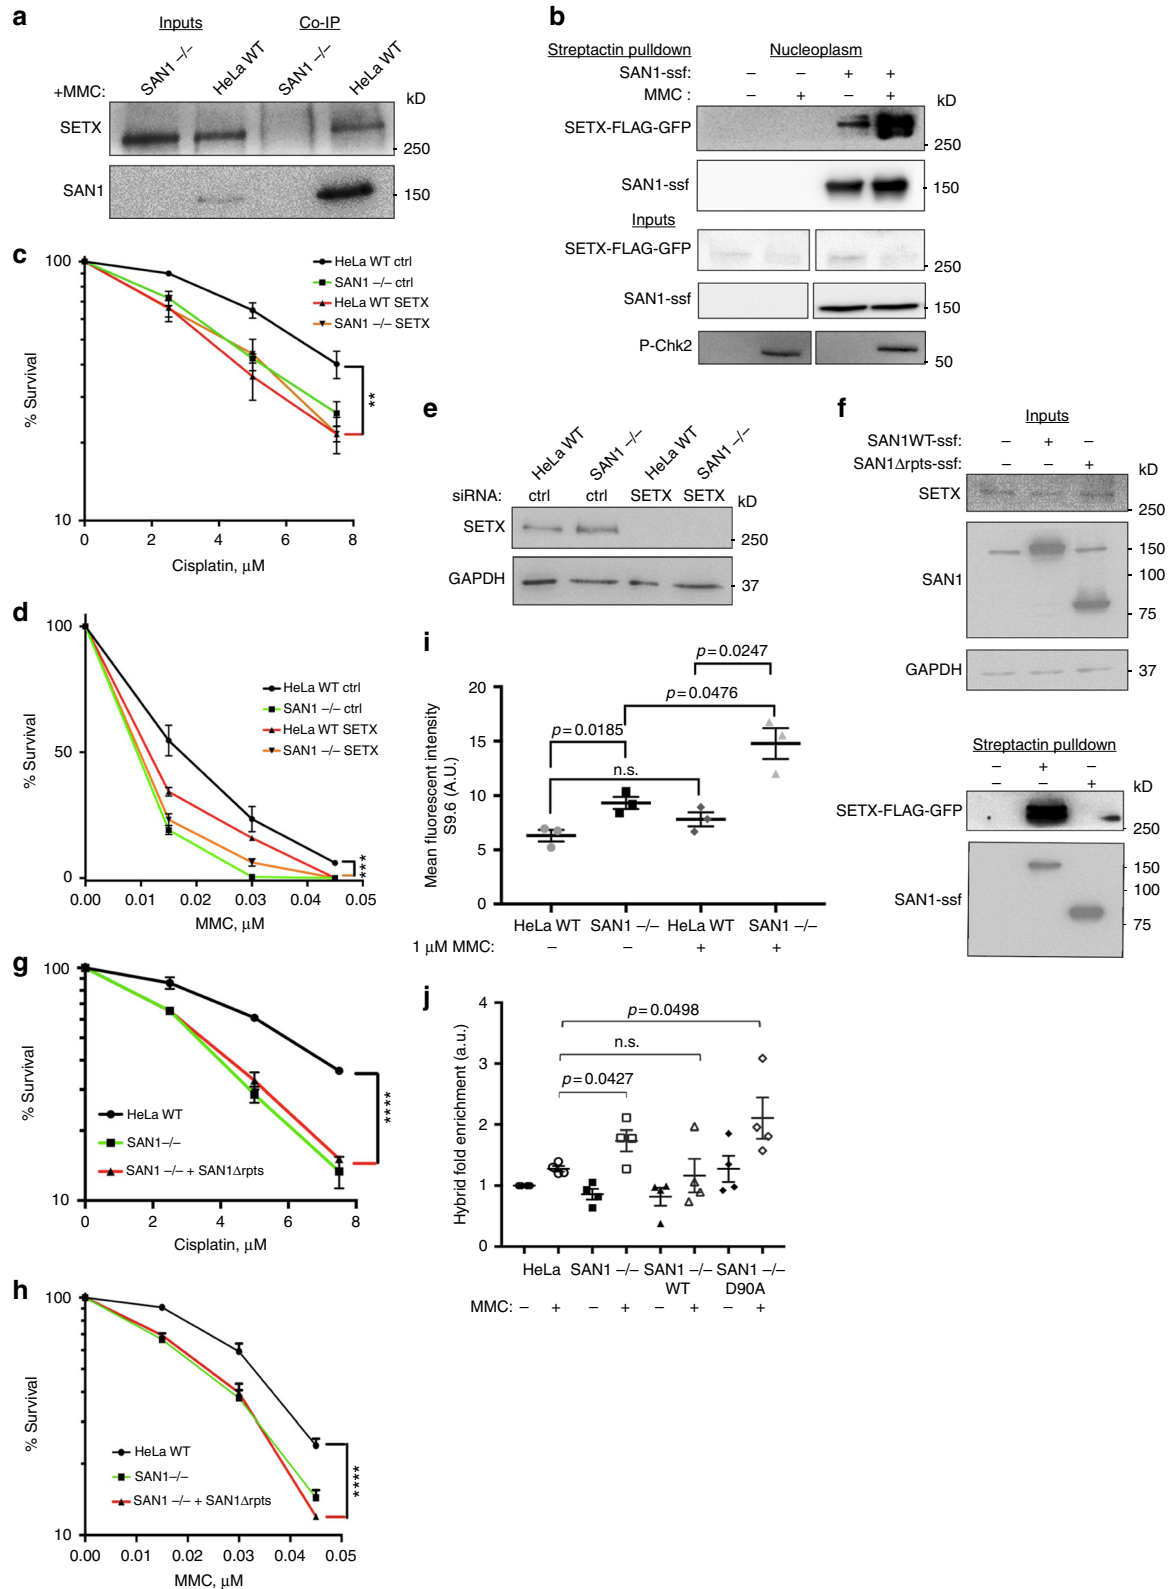 a
Inputs Co-IP
SAN1 –/– HeLa WT SAN1 –/– HeLa WT
+MMC:
kD
SETX
250
SAN1
150
b
Streptactin pulldown Nucleoplasm
SAN1-ssf: – – + +
MMC : – + – +
kD
SETX-FLAG-GFP
250
SAN1-ssf
150
Inputs
SETX-FLAG-GFP
250
SAN1-ssf
150
P-Chk2
50
c
% Survival
100
10
0 2 4 6 8
Cisplatin, μM
HeLa WT ctrl
SAN1 –/– ctrl
HeLa WT SETX
SAN1 –/– SETX
**
d
% Survival
100
50
0
0.00 0.01 0.02 0.03 0.04 0.05
MMC, μM
HeLa WT ctrl
SAN1 –/– ctrl
HeLa WT SETX
SAN1 –/– SETX
***
e
HeLa WT SAN1 –/– HeLa WT SAN1 –/–
siRNA: ctrl ctrl SETX SETX
kD
SETX
250
GAPDH
37
f
Inputs
SAN1WT-ssf: – + –
SAN1Δrpts-ssf: – – +
kD
SETX
250
SAN1
150
100
75
GAPDH
37
Streptactin pulldown
– + –
– – +
kD
SETX-FLAG-GFP
250
SAN1-ssf
150
100
75
g
% Survival
100
10
0 2 4 6 8
Cisplatin, μM
HeLa WT
SAN1–/–
SAN1 –/– + SAN1Δrpts
****
h
% Survival
100
10
0.00 0.01 0.02 0.03 0.04 0.05
MMC, μM
HeLa WT
SAN1–/–
SAN1 –/– + SAN1Δrpts
****
i
Mean fluorescent intensity
S9.6 (A.U.)
20
15
10
5
0
p = 0.0247
p = 0.0476
p = 0.0185
n.s.
HeLa WT SAN1 –/– HeLa WT SAN1 –/–
1 μM MMC: – – + +
j
Hybrid fold enrichment (a.u.)
4
3
2
1
0
p = 0.0498
n.s.
p = 0.0427
HeLa SAN1 –/– SAN1 –/– SAN1 –/–
WT D90A
MMC: – + – + – + – +